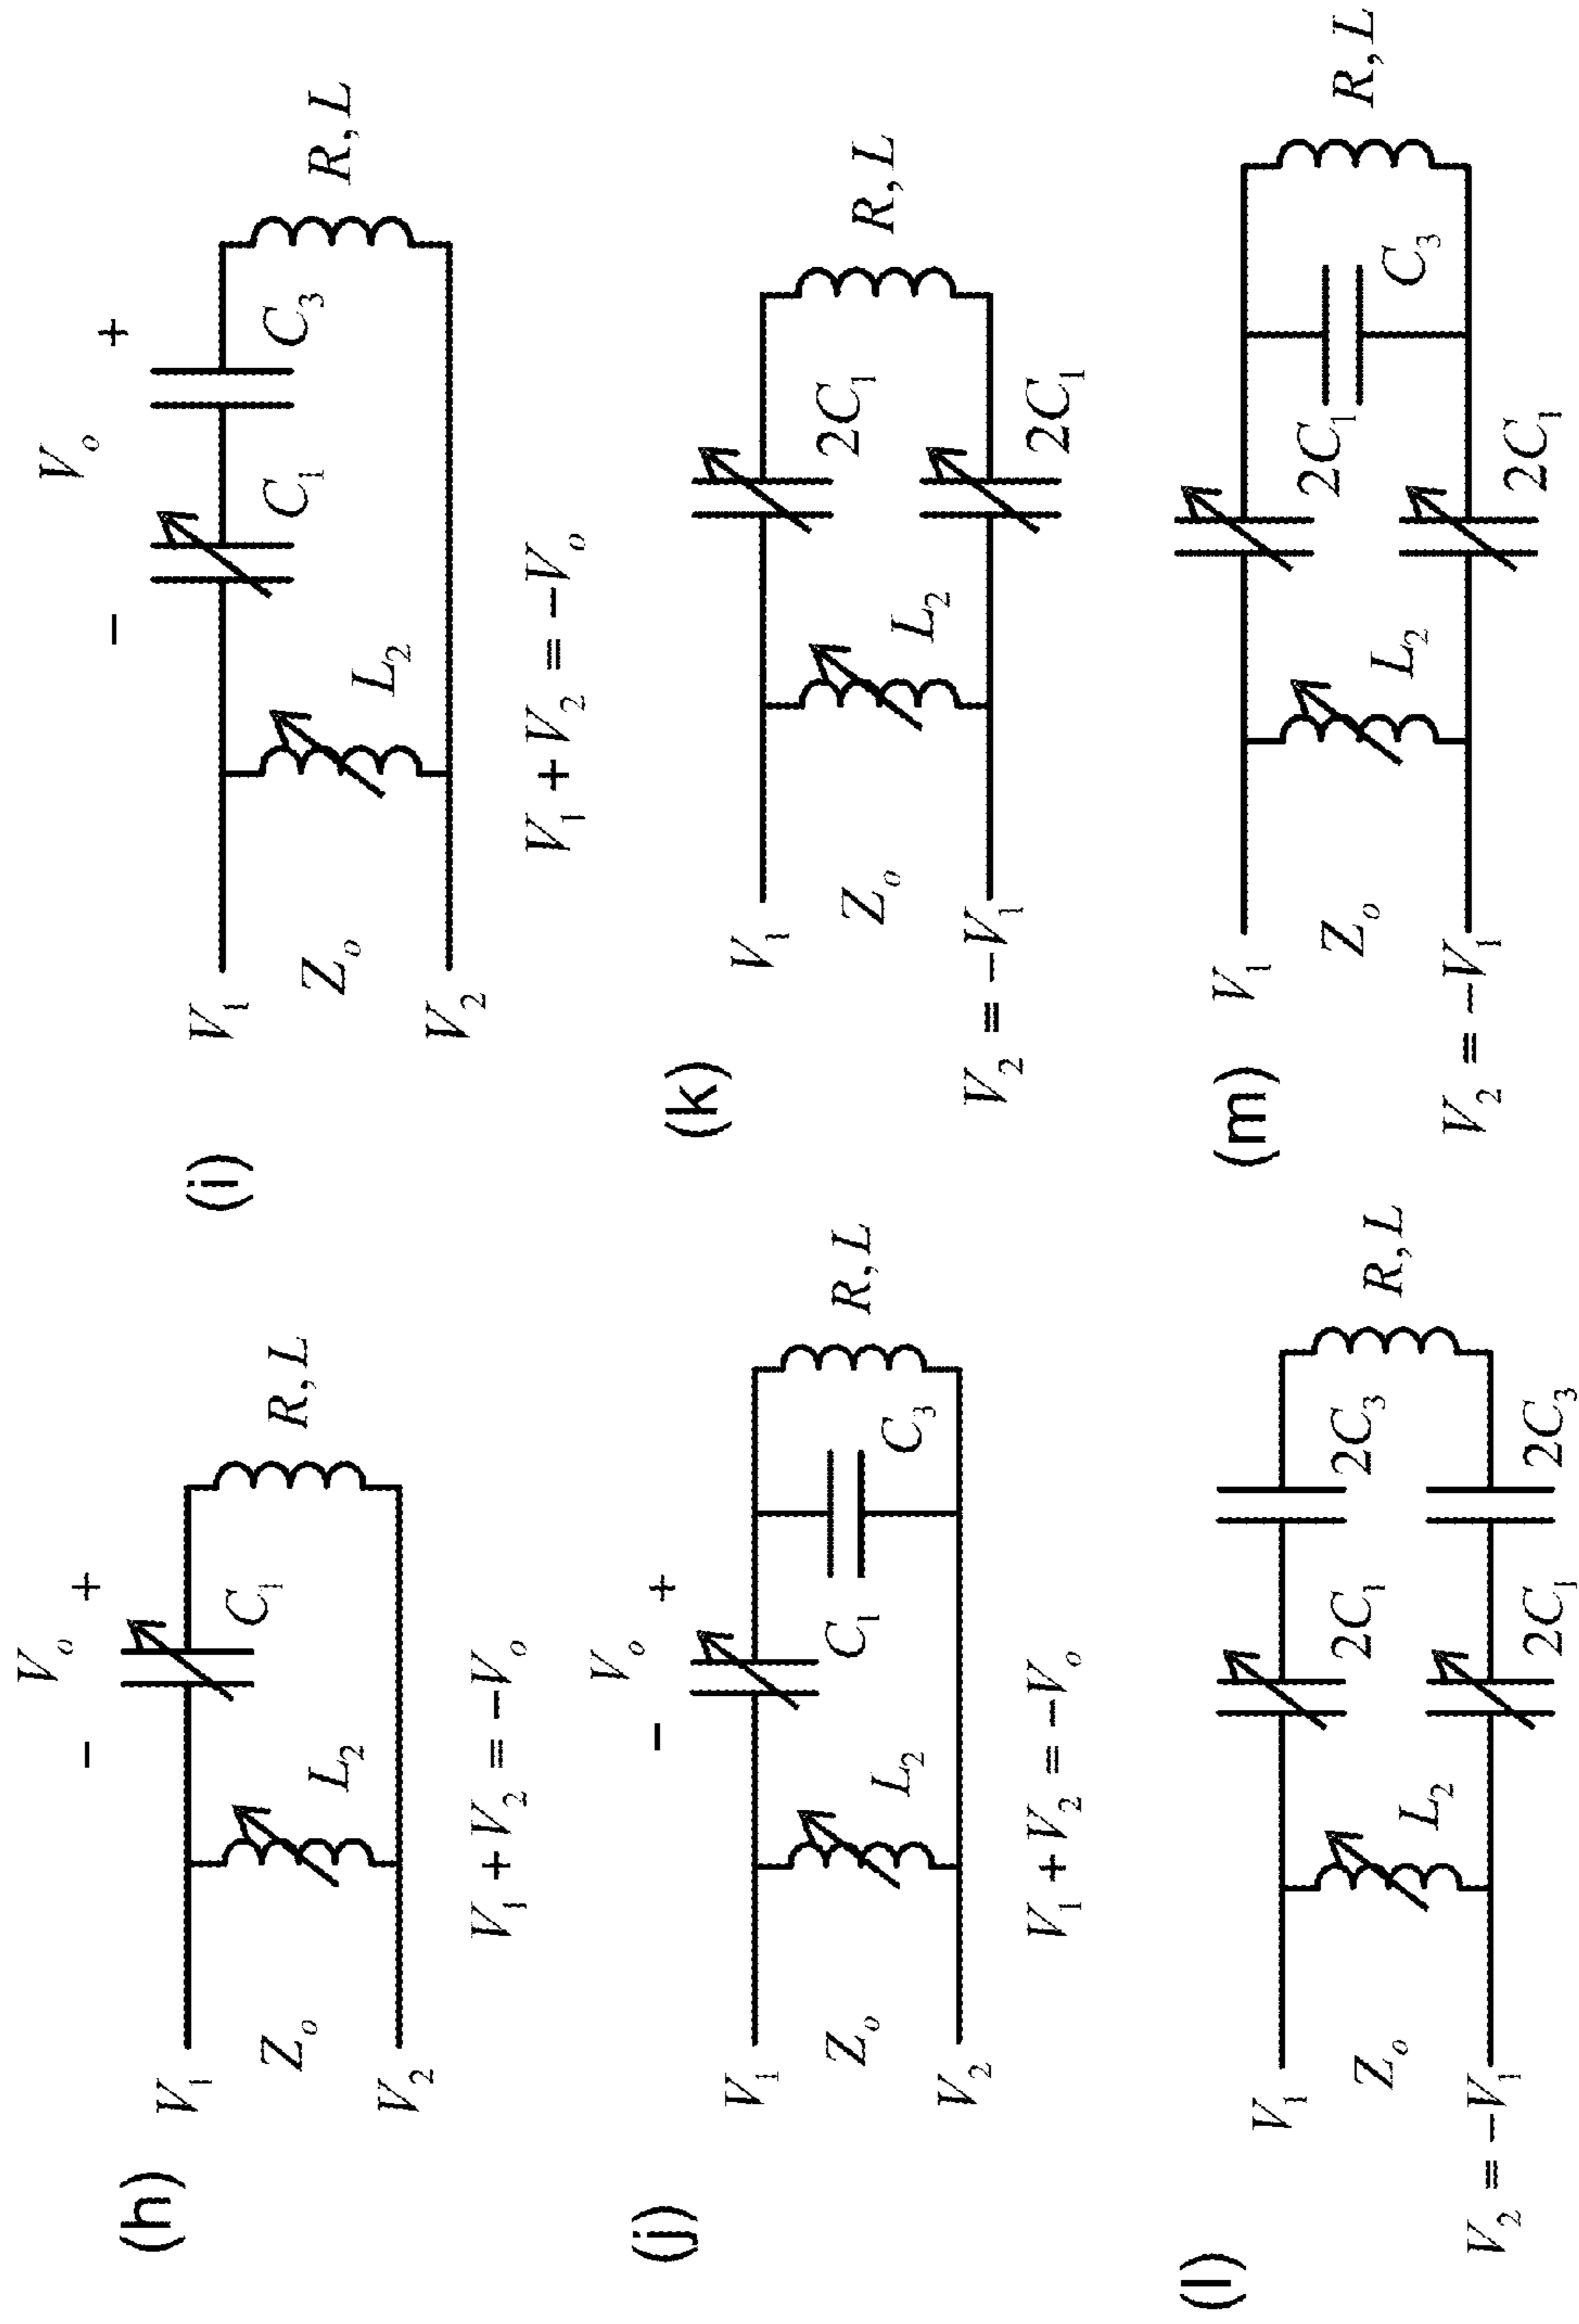 (h)
− V_o +
V_1
C_1
Z_o
L_2
R, L
V_2
V_1 + V_2 = −V_o
(i)
− V_o +
V_1
C_1
C_3
Z_o
L_2
R, L
V_2
V_1 + V_2 = −V_o
(j)
− V_o +
V_1
C_1
Z_o
L_2
C_3
R, L
V_2
V_1 + V_2 = −V_o
(k)
V_1
2C_1
Z_o
L_2
R, L
V_2 = −V_1
2C_1
(l)
V_1
2C_1
2C_3
Z_o
L_2
R, L
V_2 = −V_1
2C_1
2C_3
(m)
V_1
2C_1
Z_o
L_2
C_3
R, L
V_2 = −V_1
2C_1